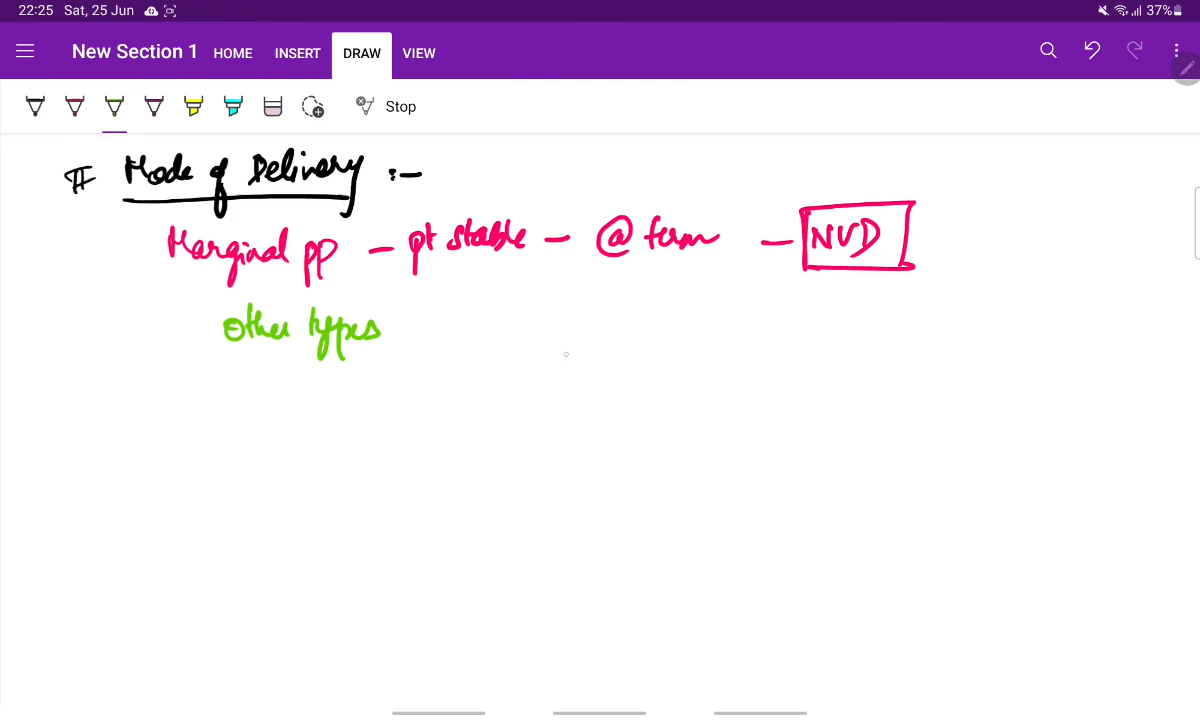 22:25 Sat, 25 Jun 37%
New Section 1 HOME INSERT DRAW VIEW
Stop
# Mode of Delivery :-
Marginal pp - pt stable - @ term - NVD
Other types